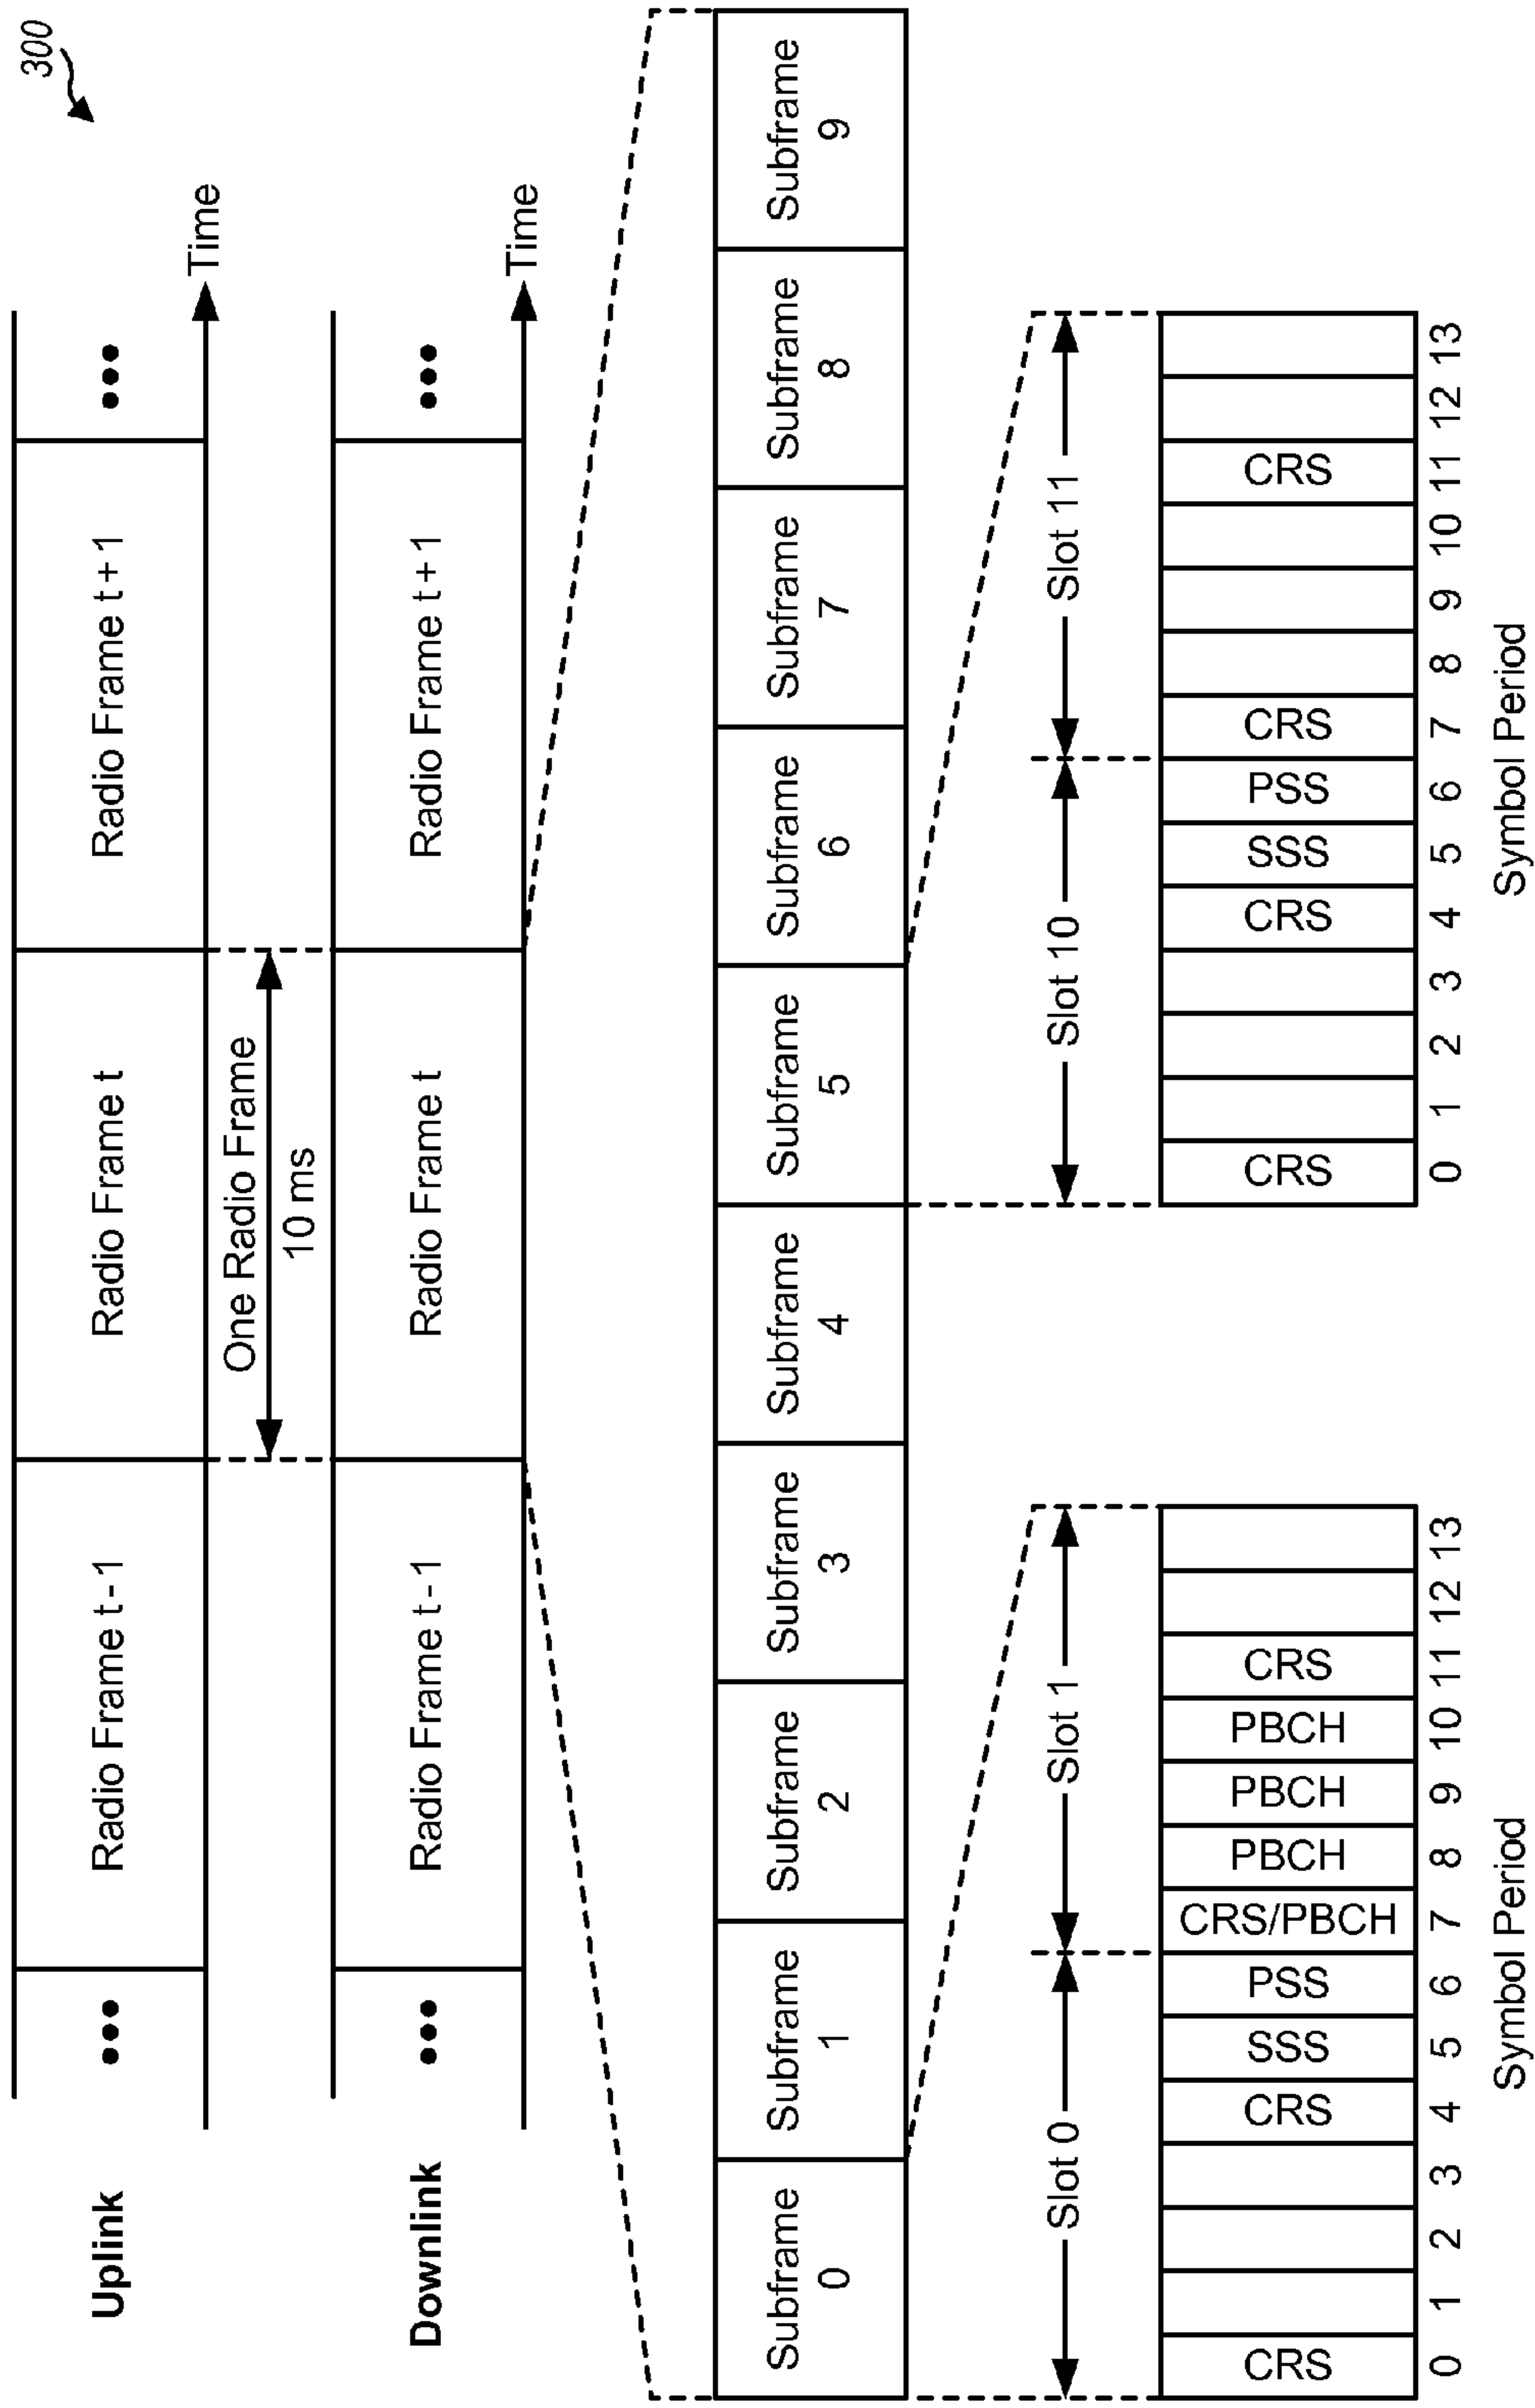 300
Uplink
•••
Radio Frame t-1
Radio Frame t
Radio Frame t+1
•••
Time
One Radio Frame
10 ms
Downlink
•••
Radio Frame t-1
Radio Frame t
Radio Frame t+1
•••
Time
Subframe
0
Subframe
1
Subframe
2
Subframe
3
Subframe
4
Subframe
5
Subframe
6
Subframe
7
Subframe
8
Subframe
9
Slot 0
Slot 1
CRS
CRS
SSS
PSS
CRS/PBCH
PBCH
PBCH
PBCH
CRS
0 1 2 3 4 5 6 7 8 9 10 11 12 13
Symbol Period
Slot 10
Slot 11
CRS
CRS
SSS
PSS
CRS
CRS
0 1 2 3 4 5 6 7 8 9 10 11 12 13
Symbol Period